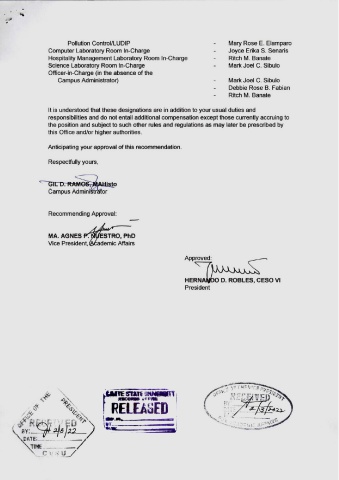 Pollution Control/LUDIP - Mary Rose E. Elamparo
Computer Laboratory Room In-Charge - Joyce Erika S. Senaris
Hospitality Management Laboratory Room In-Charge - Ritch M. Banate
Science Laboratory Room In-Charge - Mark Joel C. Sibulo
Officer-in-Charge (in the absence of the
Campus Administrator) - Mark Joel C. Sibulo
- Debbie Rose B. Fabian
- Ritch M. Banate
It is understood that these designations are in addition to your usual duties and
responsibilities and do not entail additional compensation except those currently accruing to
the position and subject to such other rules and regulations as may later be prescribed by
this Office and/or higher authorities.
Anticipating your approval of this recommendation.
Respectfully yours,
GIL D. RAMOS,
Campus Administrator
Recommending Approval:
MA. AGNES P. NUESTRO, PhD
Vice President, Academic Affairs
Approved:
HERNANDO D. ROBLES, CESO VI
President
OFFICE OF THE PRESIDENT
RECEIVED
BY: 2/3/22
DATE:
TIME
CAVITE STATE UNIVERSITY
RECORDS OFFICE
RELEASED
BY:
RECEIVED
2/3/2022